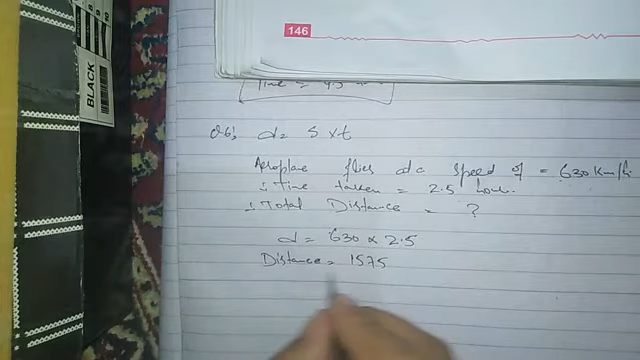 146
BLACK
Time =
Q6; d = S x t
Aeroplane flies at a speed of = 630 Km/h
∴ Time taken = 2.5 hour.
∴ Total Distance = ?
d = 630 x 2.5
Distance = 1575